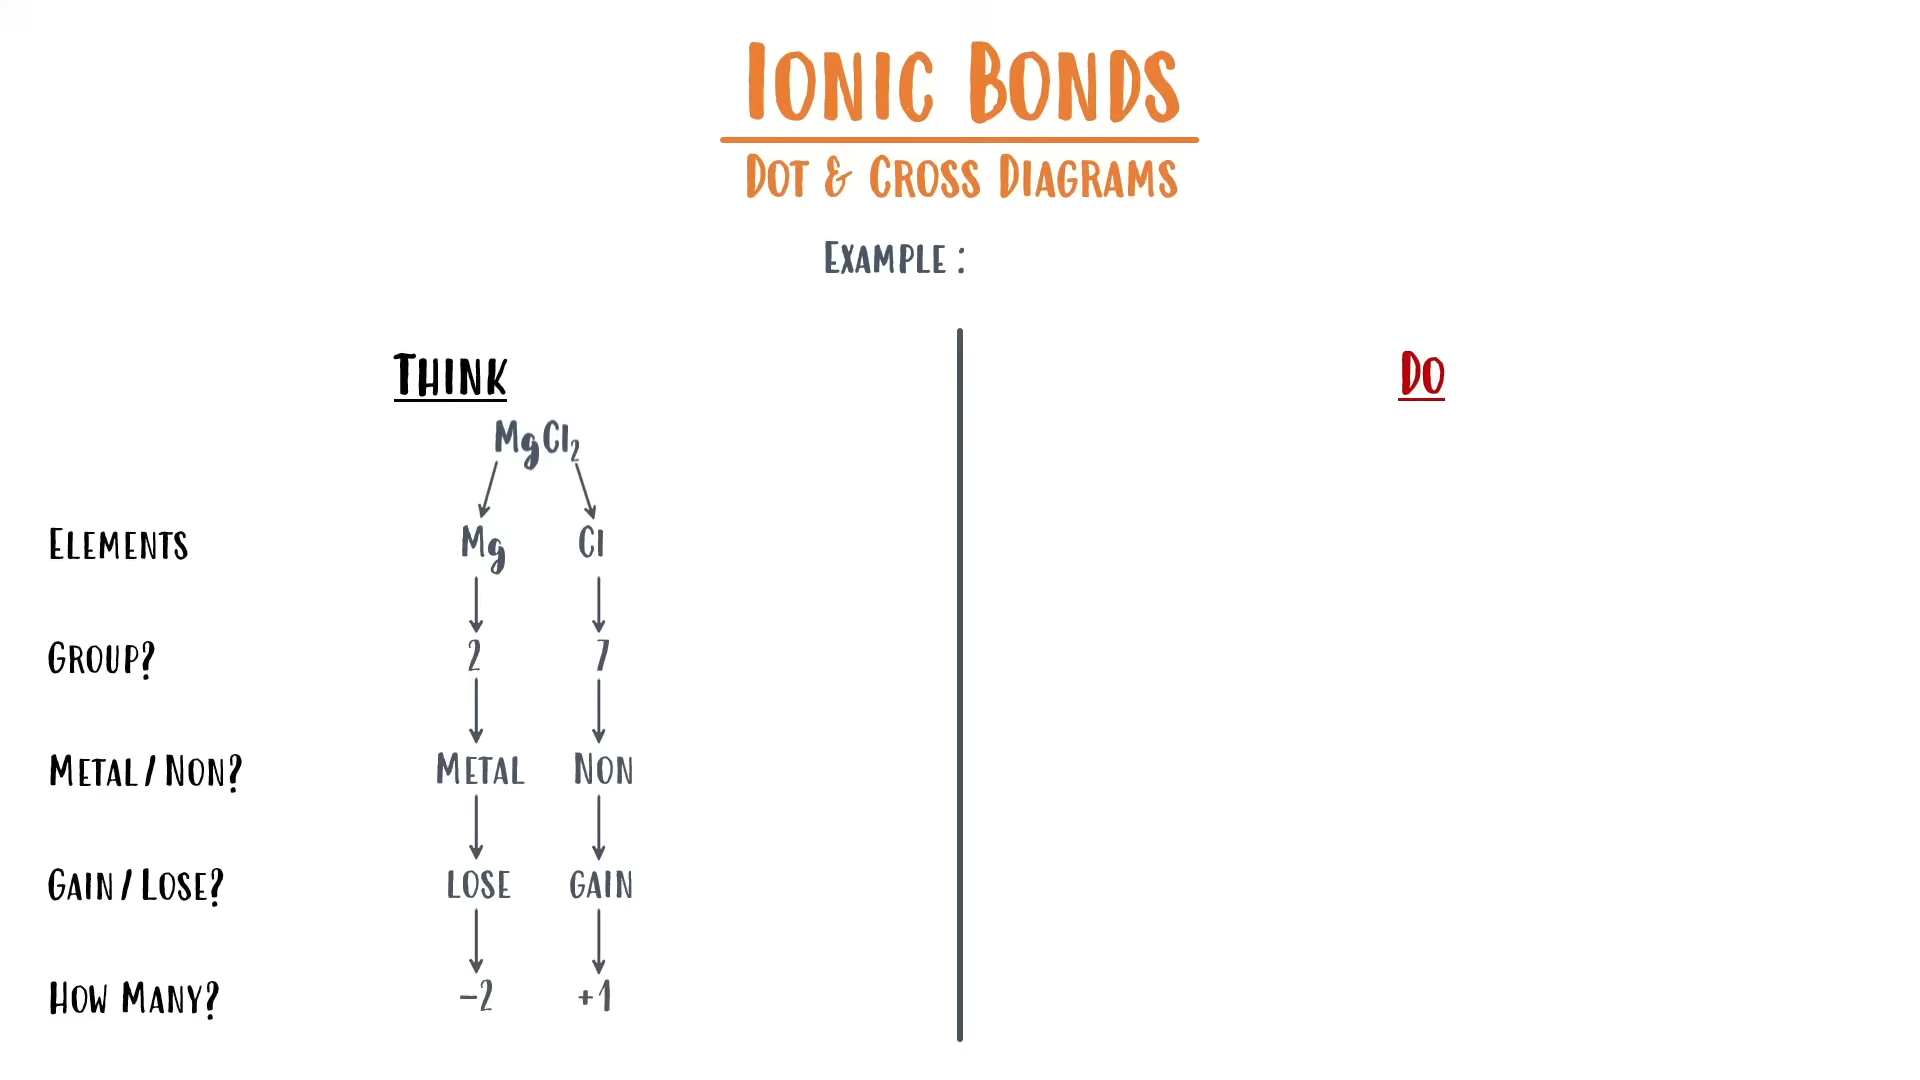 Ionic Bonds
Dot & Cross Diagrams
Example :
Think
Do
MgCl₂
Elements Mg Cl
Group? 2 7
Metal/Non? Metal Non
Gain/Lose? lose gain
How Many? -2 +1